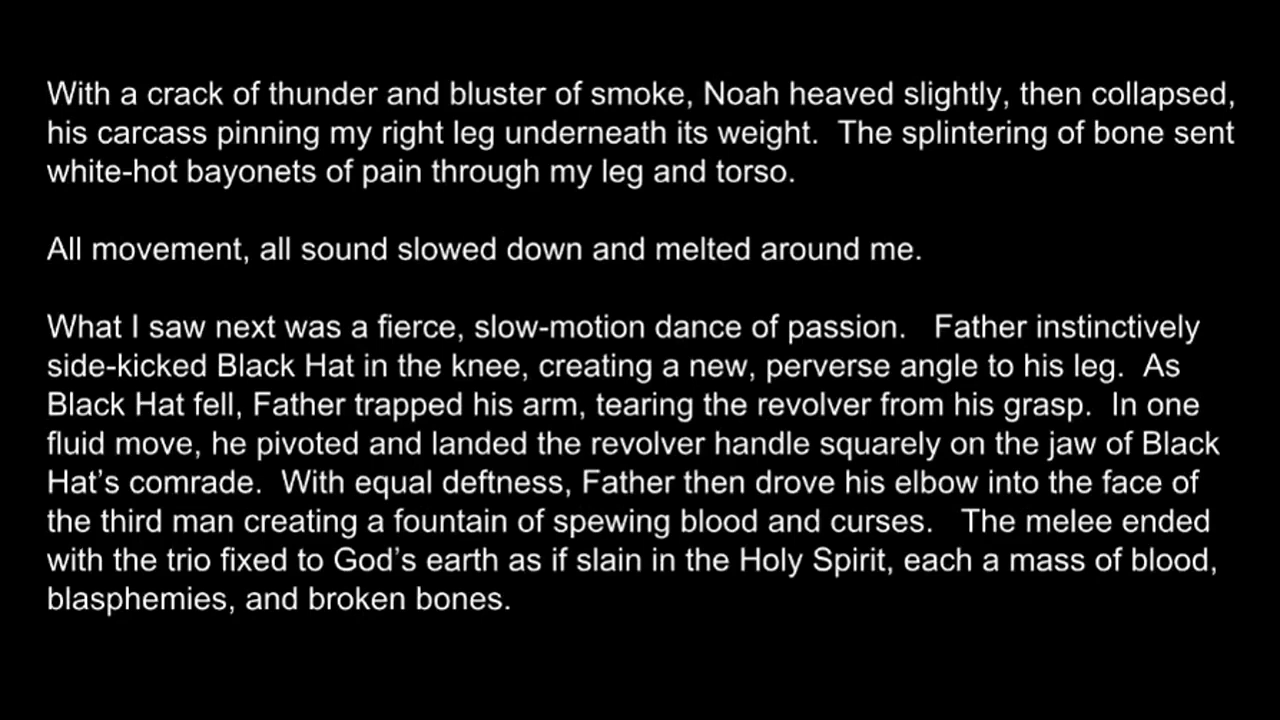 With a crack of thunder and bluster of smoke, Noah heaved slightly, then collapsed,
his carcass pinning my right leg underneath its weight.  The splintering of bone sent
white-hot bayonets of pain through my leg and torso.
All movement, all sound slowed down and melted around me.
What I saw next was a fierce, slow-motion dance of passion.   Father instinctively
side-kicked Black Hat in the knee, creating a new, perverse angle to his leg.  As
Black Hat fell, Father trapped his arm, tearing the revolver from his grasp.  In one
fluid move, he pivoted and landed the revolver handle squarely on the jaw of Black
Hat’s comrade.  With equal deftness, Father then drove his elbow into the face of
the third man creating a fountain of spewing blood and curses.   The melee ended
with the trio fixed to God’s earth as if slain in the Holy Spirit, each a mass of blood,
blasphemies, and broken bones.